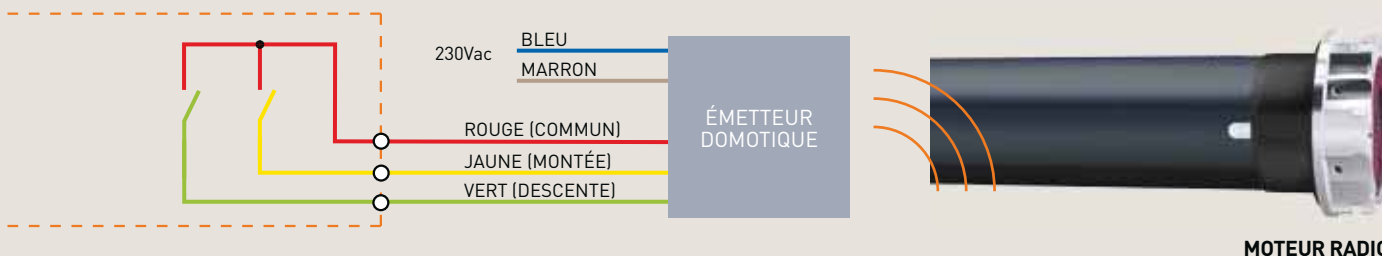 230Vac
BLEU
MARRON
ROUGE (COMMUN)
JAUNE (MONTÉE)
VERT (DESCENTE)
ÉMETTEUR
DOMOTIQUE
MOTEUR RADIO